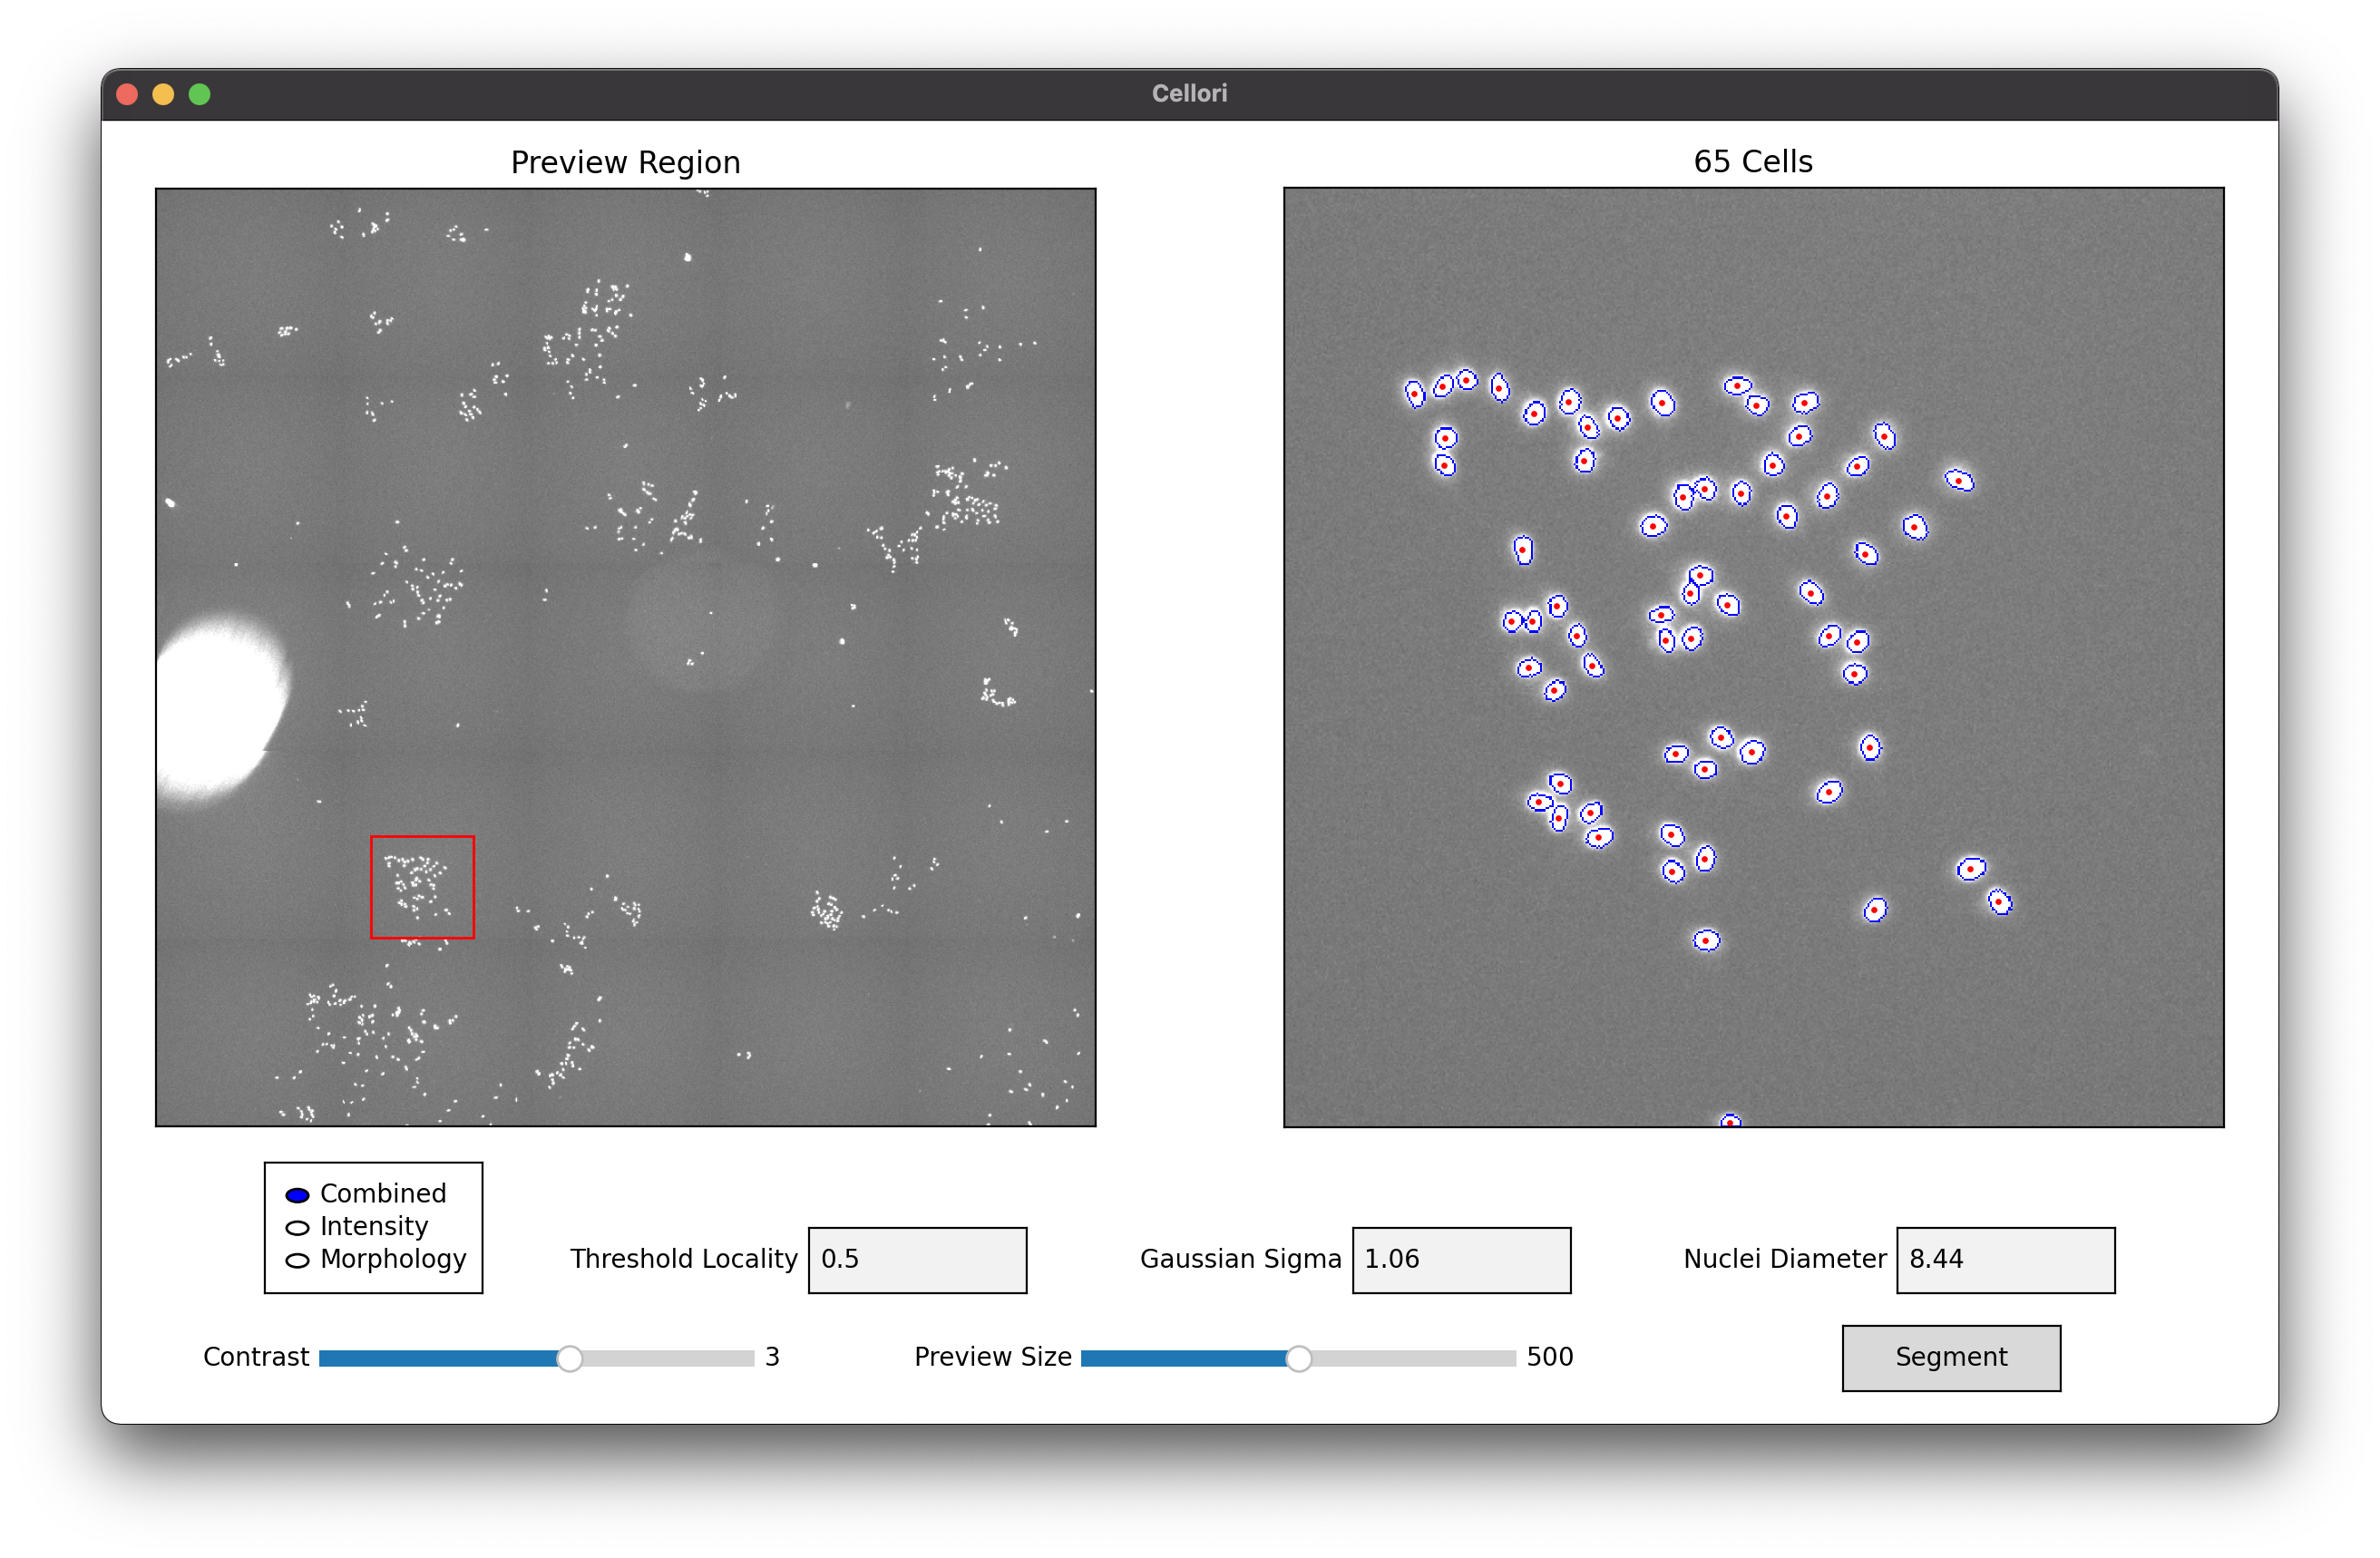 Cellori
Preview Region
65 Cells
Combined
Intensity
Morphology
Threshold Locality 0.5
Gaussian Sigma 1.06
Nuclei Diameter 8.44
Contrast 3
Preview Size 500
Segment